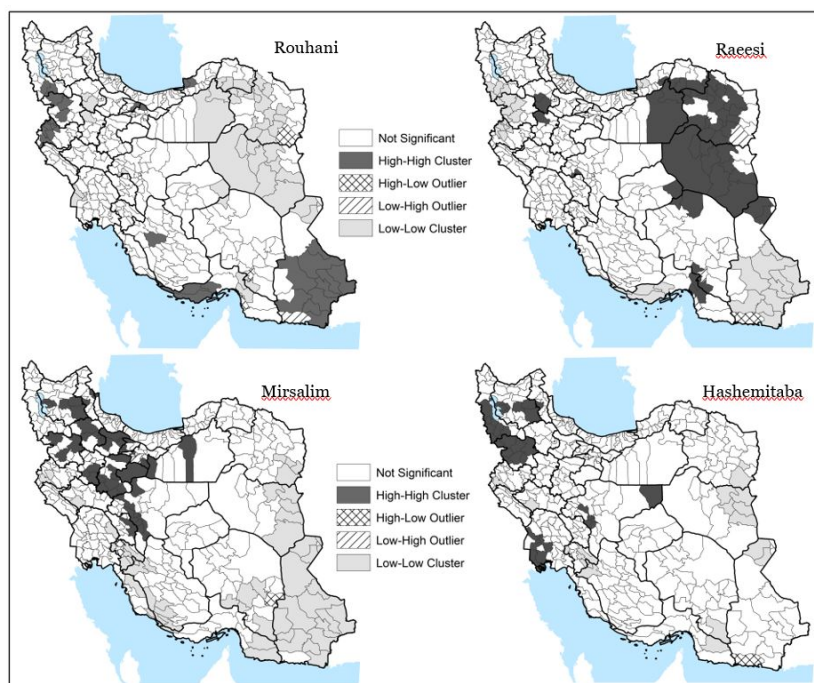 Rouhani
Raeesi
Not Significant
High-High Cluster
High-Low Outlier
Low-High Outlier
Low-Low Cluster
Mirsalim
Hashemitaba
Not Significant
High-High Cluster
High-Low Outlier
Low-High Outlier
Low-Low Cluster